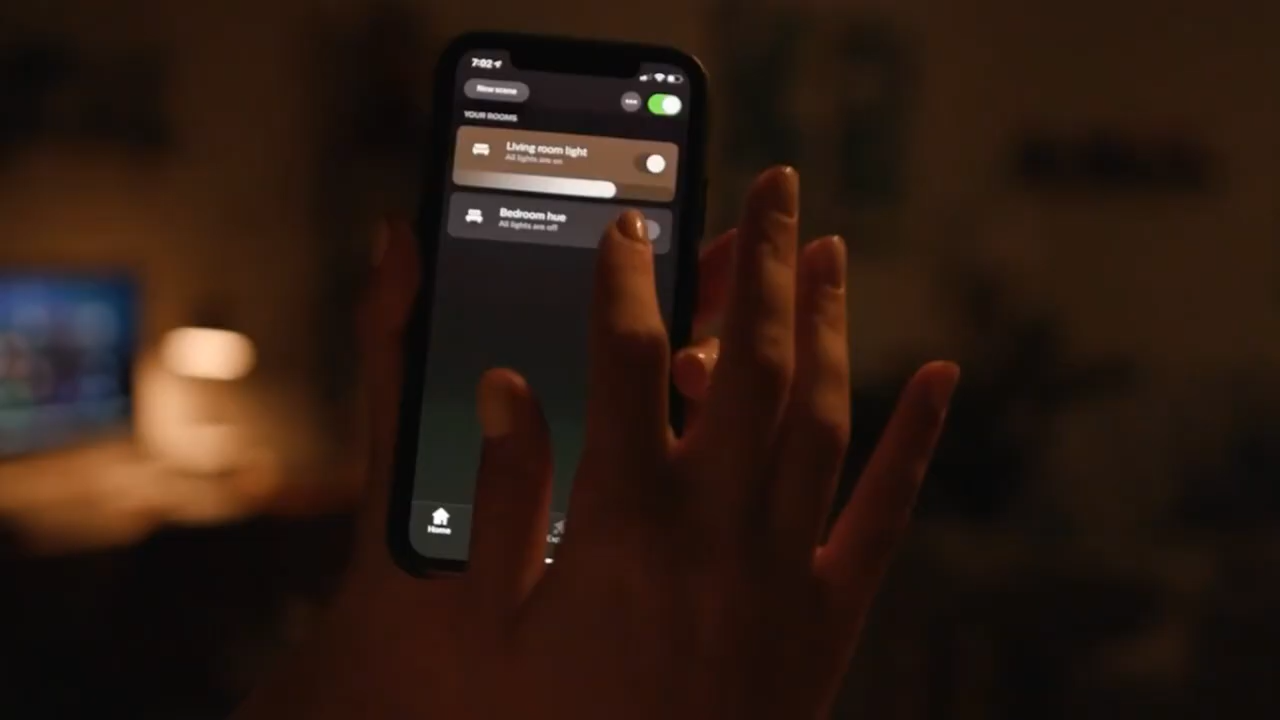 7:02
New scene
YOUR ROOMS
Living room light
All lights are on
Bedroom hue
All lights are off
Home